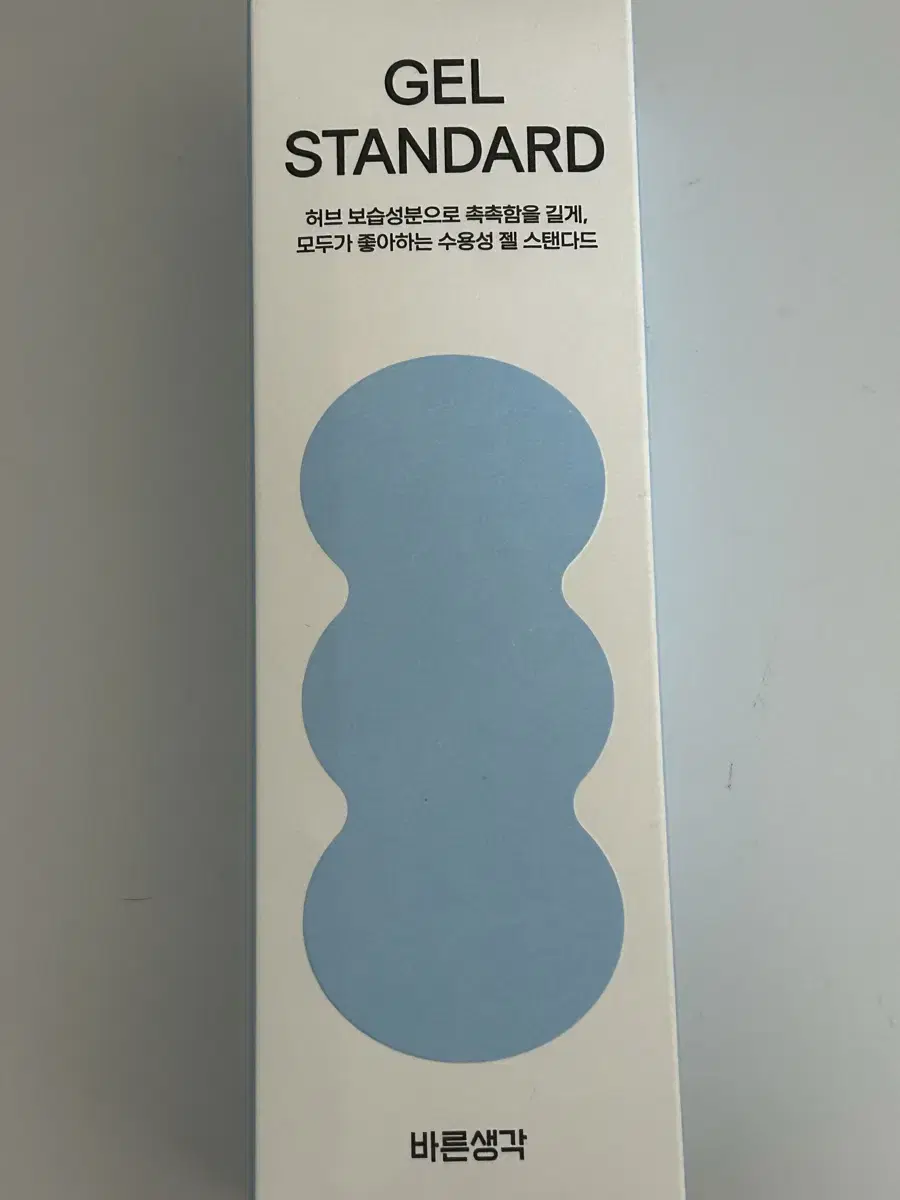 GEL
STANDARD
허브 보습성분으로 촉촉함을 길게,
모두가 좋아하는 수용성 젤 스탠다드
바른생각